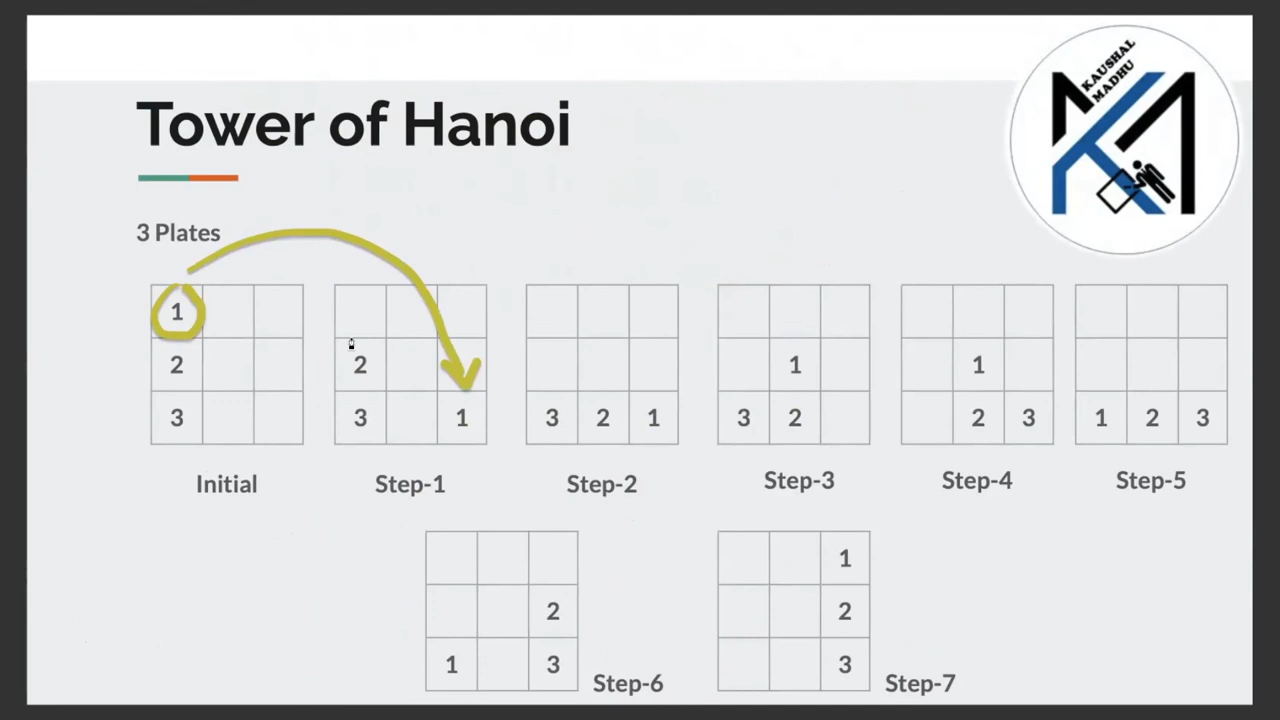 KAUSHAL
MADHU
Tower of Hanoi
3 Plates
1
2 2 1 1
3 3 1 3 2 1 3 2 2 3 1 2 3
Initial Step-1 Step-2 Step-3 Step-4 Step-5
1
2 2
1 3 3
Step-6 Step-7